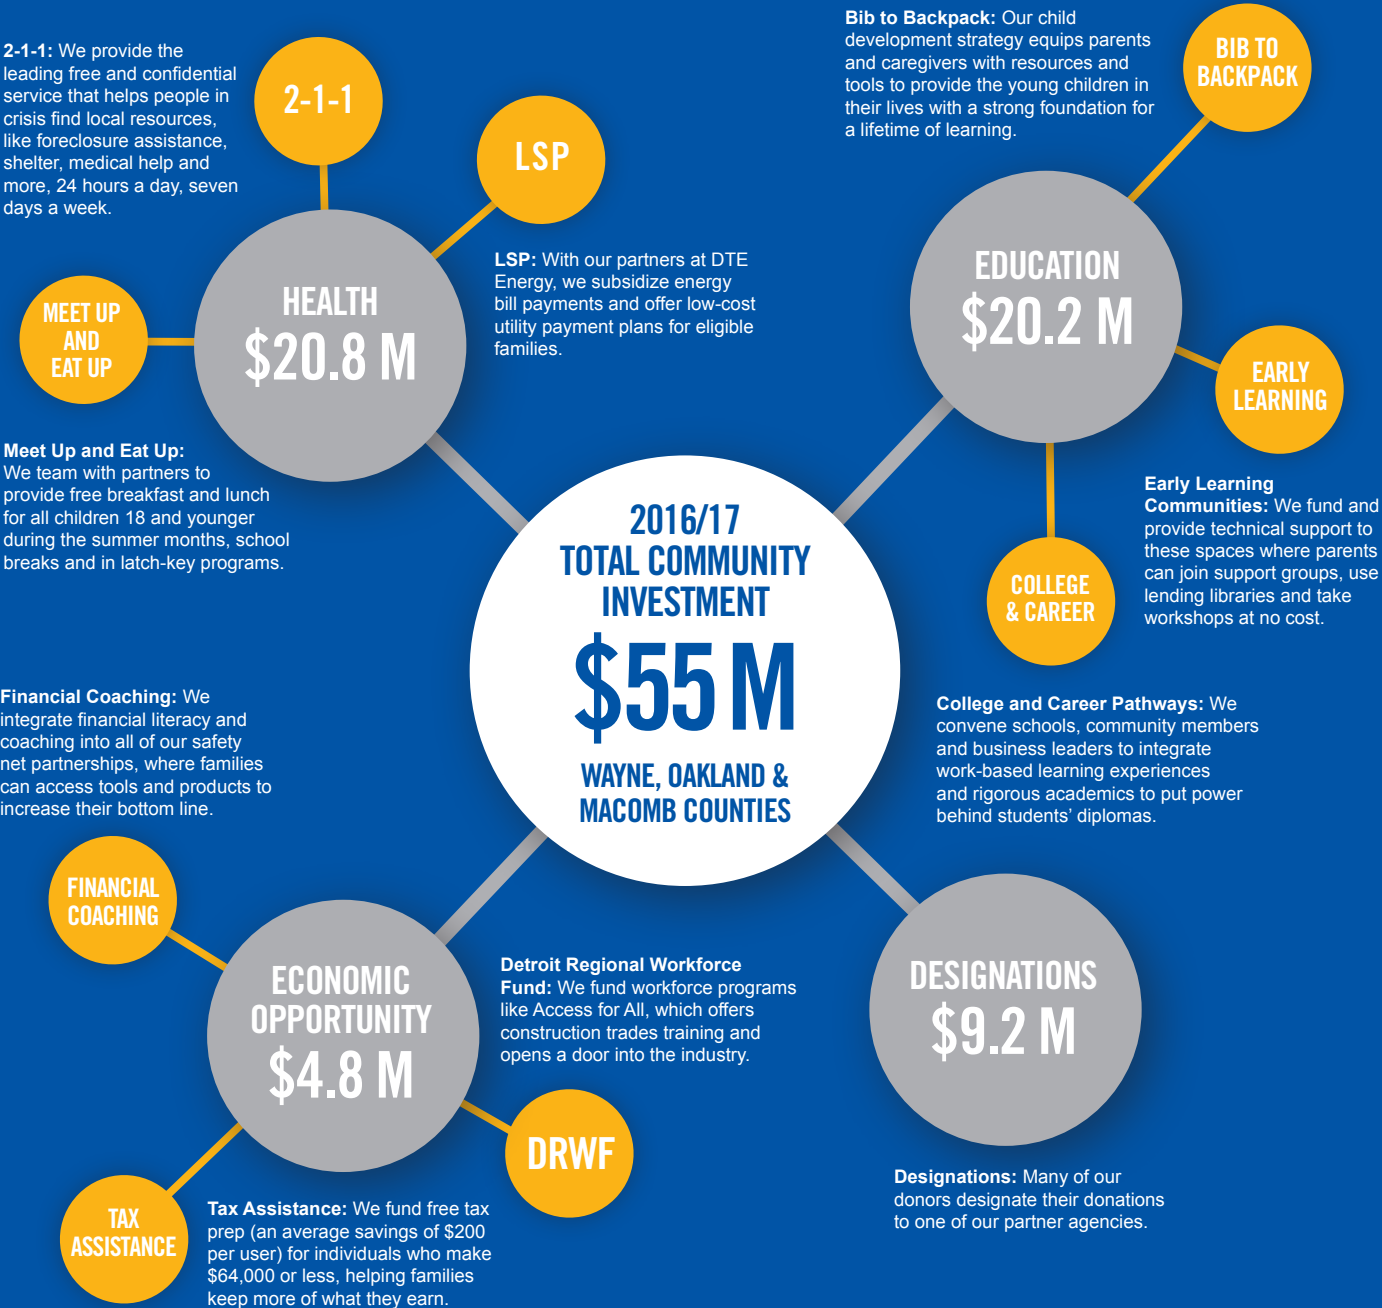 2-1-1: We provide the
leading free and confidential
service that helps people in
crisis find local resources,
like foreclosure assistance,
shelter, medical help and
more, 24 hours a day, seven
days a week.
2-1-1
LSP
LSP: With our partners at DTE
Energy, we subsidize energy
bill payments and offer low-cost
utility payment plans for eligible
families.
HEALTH
$20.8 M
MEET UP
AND
EAT UP
Meet Up and Eat Up:
We team with partners to
provide free breakfast and lunch
for all children 18 and younger
during the summer months, school
breaks and in latch-key programs.
Bib to Backpack: Our child
development strategy equips parents
and caregivers with resources and
tools to provide the young children in
their lives with a strong foundation for
a lifetime of learning.
BIB TO
BACKPACK
EDUCATION
$20.2 M
EARLY
LEARNING
Early Learning
Communities: We fund and
provide technical support to
these spaces where parents
can join support groups, use
lending libraries and take
workshops at no cost.
COLLEGE
& CAREER
College and Career Pathways: We
convene schools, community members
and business leaders to integrate
work-based learning experiences
and rigorous academics to put power
behind students’ diplomas.
2016/17
TOTAL COMMUNITY
INVESTMENT
$55 M
WAYNE, OAKLAND &
MACOMB COUNTIES
Financial Coaching: We
integrate financial literacy and
coaching into all of our safety
net partnerships, where families
can access tools and products to
increase their bottom line.
FINANCIAL
COACHING
ECONOMIC
OPPORTUNITY
$4.8 M
Detroit Regional Workforce
Fund: We fund workforce programs
like Access for All, which offers
construction trades training and
opens a door into the industry.
DRWF
TAX
ASSISTANCE
Tax Assistance: We fund free tax
prep (an average savings of $200
per user) for individuals who make
$64,000 or less, helping families
keep more of what they earn.
DESIGNATIONS
$9.2 M
Designations: Many of our
donors designate their donations
to one of our partner agencies.